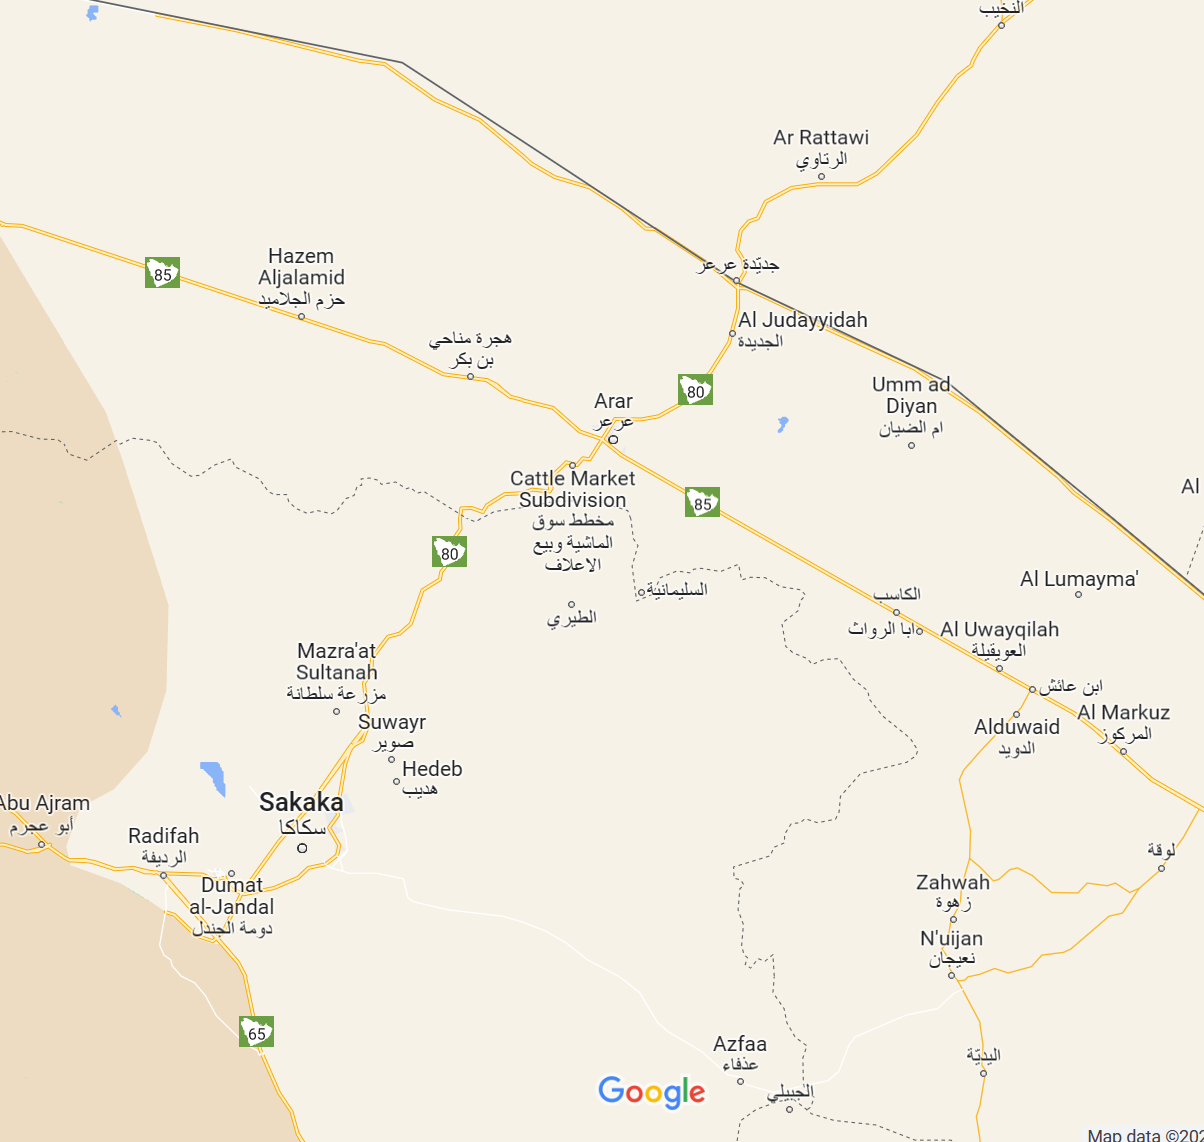 النخيب
Ar Rattawi
الرتاوي
جديّدة عرعر
Hazem
Aljalamid
حزم الجلاميد
85
Al Judayyidah
الجديدة
هجرة مناحي
بن بكر
80
Umm ad
Diyan
ام الضيان
Arar
عرعر
Cattle Market
Subdivision
مخطط سوق
الماشية وبيع
الاعلاف
85
Al
80
السليمانيّة
الطيري
Al Lumayma'
الكاسب
ابا الرواث
Al Uwayqilah
العويقيلة
Mazra'at
Sultanah
مزرعة سلطانة
ابن عائش
Suwayr
صوير
Alduwaid
الدويد
Al Markuz
المركوز
Hedeb
هديب
Sakaka
سكاكا
Abu Ajram
أبو عجرم
Radifah
الرديفة
لوقة
Dumat
al-Jandal
دومة الجندل
Zahwah
زهوة
N'uijan
نعيجان
65
Azfaa
عذفاء
البديّة
الجبيلي
Google
Map data ©202